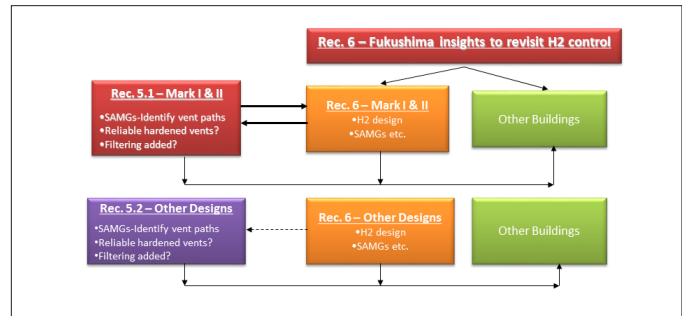 Rec. 6 – Fukushima insights to revisit H2 control
Rec. 5.1 – Mark I & II
•SAMGs-Identify vent paths
•Reliable hardened vents?
•Filtering added?
Rec. 6 – Mark I & II
•H2 design
•SAMGs etc.
Other Buildings
Rec. 5.2 – Other Designs
•SAMGs-Identify vent paths
•Reliable hardened vents?
•Filtering added?
Rec. 6 – Other Designs
•H2 design
•SAMGs etc.
Other Buildings